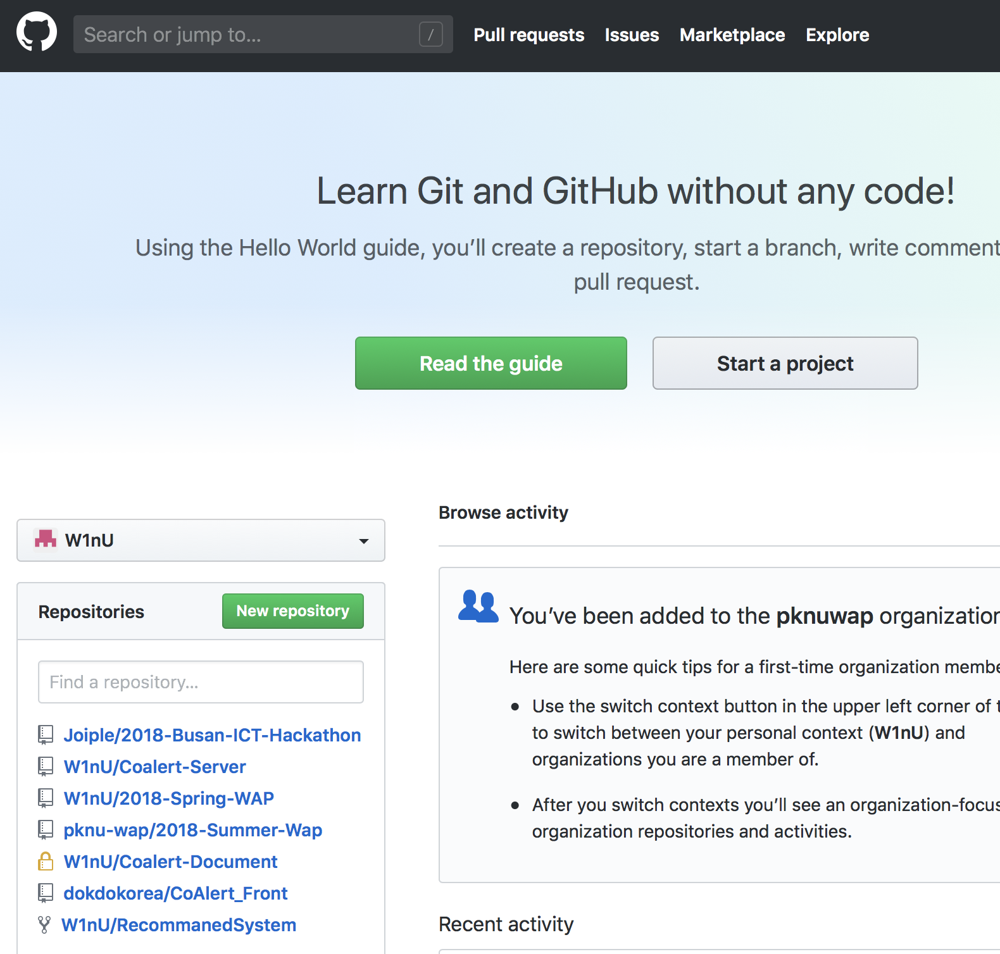 Search or jump to...
/
Pull requests
Issues
Marketplace
Explore
Learn Git and GitHub without any code!
Using the Hello World guide, you’ll create a repository, start a branch, write comment
pull request.
Read the guide
Start a project
W1nU
Repositories
New repository
Find a repository...
Joiple/2018-Busan-ICT-Hackathon
W1nU/Coalert-Server
W1nU/2018-Spring-WAP
pknu-wap/2018-Summer-Wap
W1nU/Coalert-Document
dokdokorea/CoAlert_Front
W1nU/RecommanedSystem
Browse activity
You’ve been added to the pknuwap organization
Here are some quick tips for a first-time organization membe
• Use the switch context button in the upper left corner of t
to switch between your personal context (W1nU) and
organizations you are a member of.
• After you switch contexts you’ll see an organization-focus
organization repositories and activities.
Recent activity